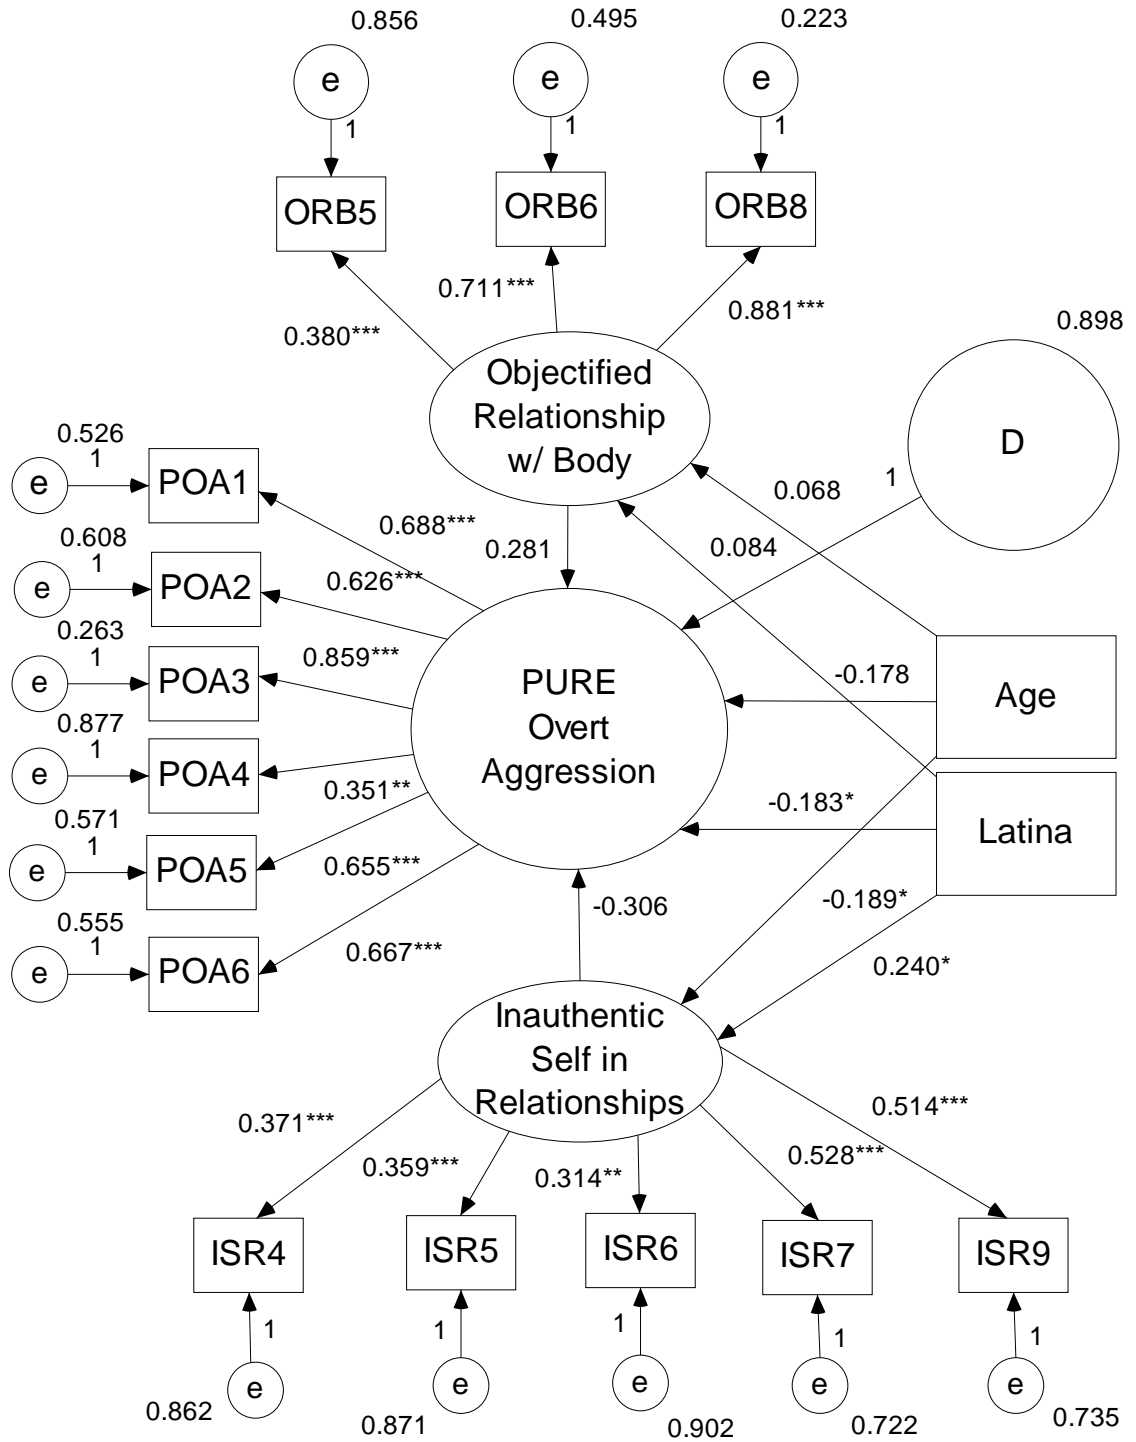 0.856
0.495
0.223
e
e
e
1
1
1
ORB5
ORB6
ORB8
0.380***
0.711***
0.881***
0.898
Objectified
Relationship
w/ Body
D
1
0.068
0.084
0.281
0.526
1
e
POA1
0.688***
0.608
1
e
POA2
0.626***
0.263
1
e
POA3
0.859***
0.877
1
e
POA4
0.351**
0.571
1
e
POA5
0.655***
0.555
1
e
POA6
0.667***
PURE
Overt
Aggression
-0.178
Age
-0.183*
Latina
-0.189*
0.240*
-0.306
Inauthentic
Self in
Relationships
0.371***
0.359***
0.314**
0.528***
0.514***
ISR4
ISR5
ISR6
ISR7
ISR9
1
1
1
1
1
e
e
e
e
e
0.862
0.871
0.902
0.722
0.735